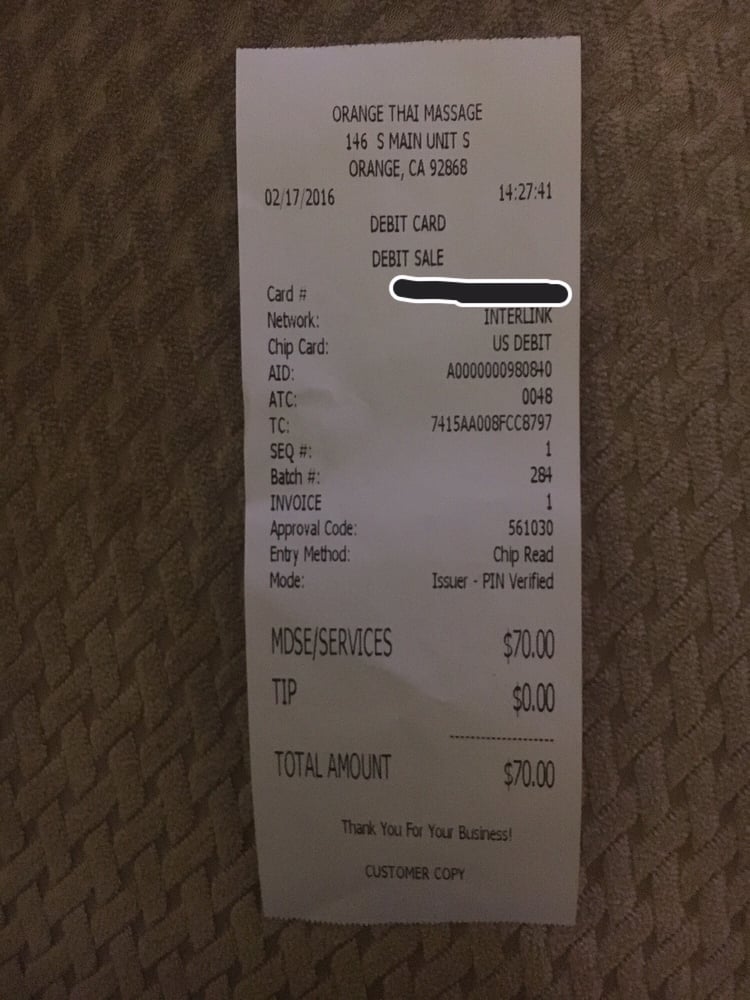 ORANGE THAI MASSAGE
146 S MAIN UNIT S
ORANGE, CA 92868
02/17/2016 14:27:41
DEBIT CARD
DEBIT SALE
Card #
Network: INTERLINK
Chip Card: US DEBIT
AID: A0000000980840
ATC: 0048
TC: 7415AA008FCC8797
SEQ #: 1
Batch #: 284
INVOICE 1
Approval Code: 561030
Entry Method: Chip Read
Mode: Issuer - PIN Verified
MDSE/SERVICES $70.00
TIP $0.00
--------------------
TOTAL AMOUNT $70.00
Thank You For Your Business!
CUSTOMER COPY